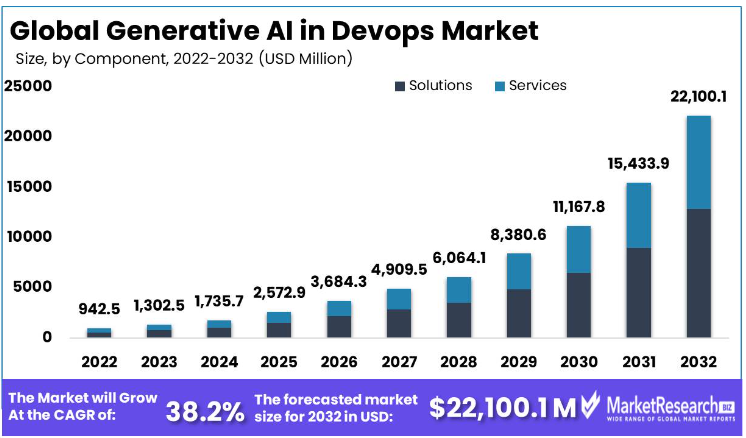 Global Generative AI in Devops Market
Size, by Component, 2022-2032 (USD Million)
Solutions Services
25000
20000
15000
10000
5000
0
942.5
1,302.5
1,735.7
2,572.9
3,684.3
4,909.5
6,064.1
8,380.6
11,167.8
15,433.9
22,100.1
2022 2023 2024 2025 2026 2027 2028 2029 2030 2031 2032
The Market will Grow
At the CAGR of:
38.2%
The forecasted market
size for 2032 in USD:
$22,100.1 M
MarketResearch BIZ
WIDE RANGE OF GLOBAL MARKET REPORTS